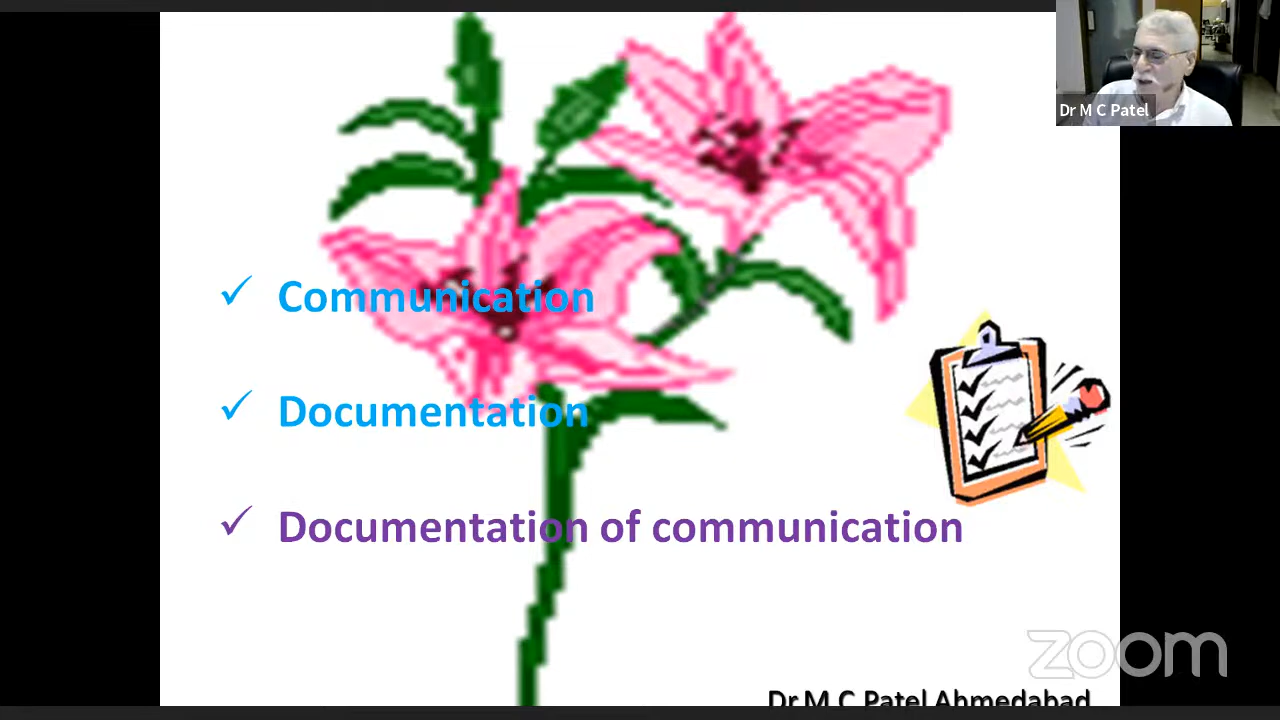 Dr M C Patel
✓ Communication
✓ Documentation
✓ Documentation of communication
zoom
Dr M C Patel Ahmedabad